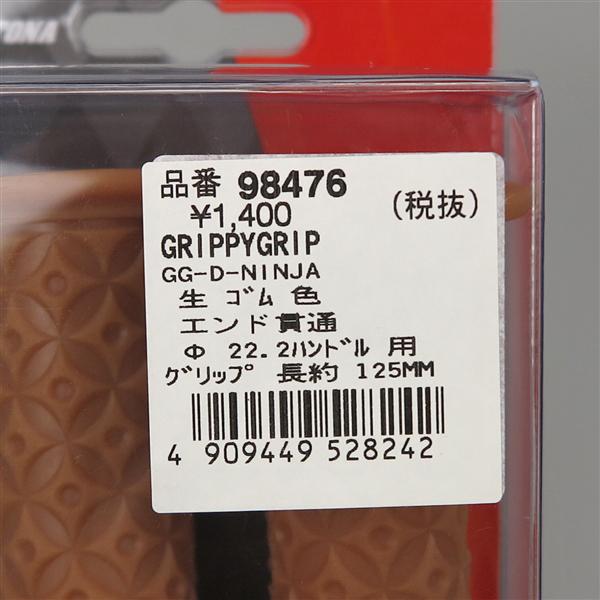 TONA
品番 98476
¥1,400 (税抜)
GRIPPYGRIP
GG-D-NINJA
生 ゴム 色
エンド貫通
Φ 22.2ハンドル 用
グリップ 長約 125MM
4 909449 528242